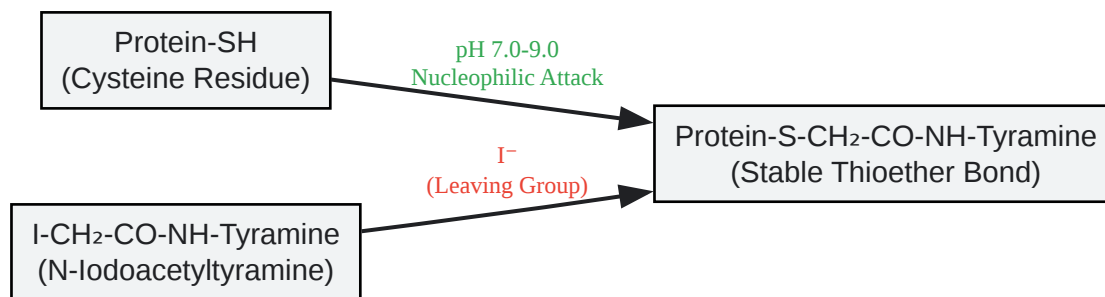 Protein-SH
(Cysteine Residue)
pH 7.0-9.0
Nucleophilic Attack
Protein-S-CH₂-CO-NH-Tyramine
(Stable Thioether Bond)
I⁻
(Leaving Group)
I-CH₂-CO-NH-Tyramine
(N-Iodoacetyltyramine)